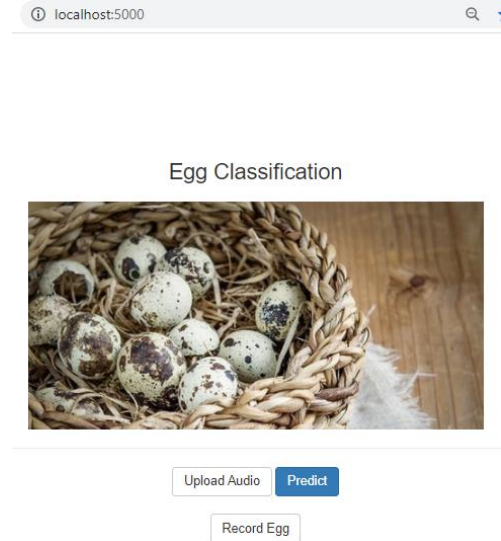 localhost:5000
Egg Classification
Upload Audio Predict
Record Egg